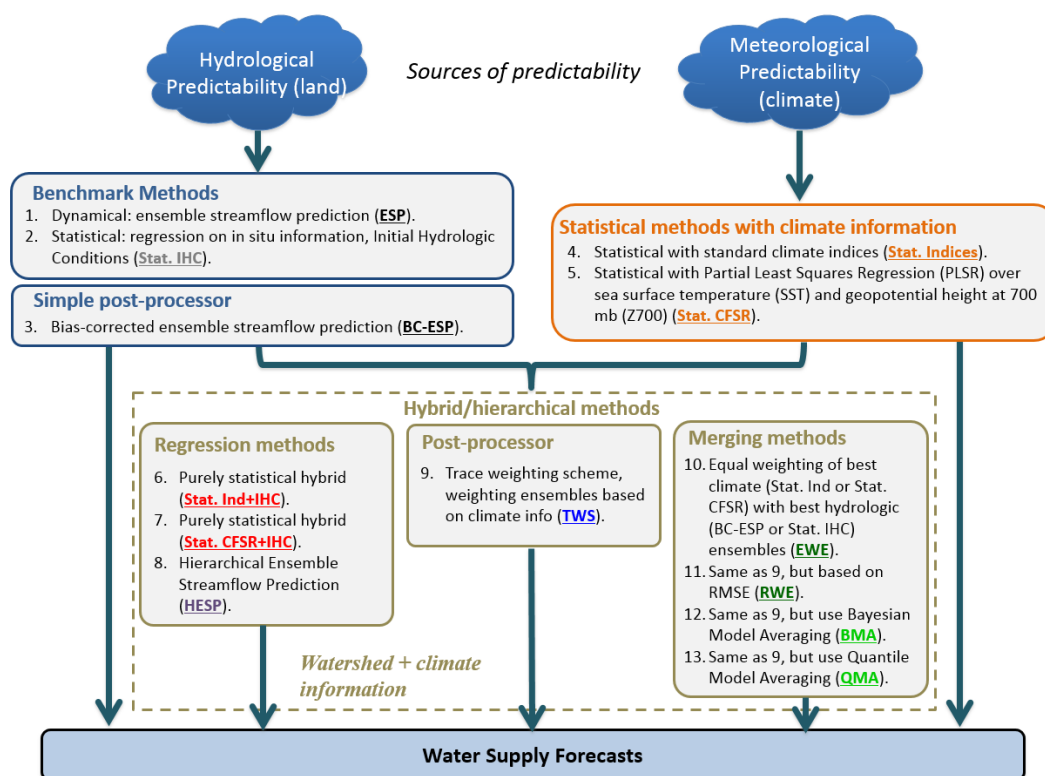 Hydrological
Predictability (land)
Sources of predictability
Meteorological
Predictability
(climate)
Benchmark Methods
1. Dynamical: ensemble streamflow prediction (ESP).
2. Statistical: regression on in situ information, Initial Hydrologic
Conditions (Stat. IHC).
Simple post-processor
3. Bias-corrected ensemble streamflow prediction (BC-ESP).
Statistical methods with climate information
4. Statistical with standard climate indices (Stat. Indices).
5. Statistical with Partial Least Squares Regression (PLSR) over
sea surface temperature (SST) and geopotential height at 700
mb (Z700) (Stat. CFSR).
Hybrid/hierarchical methods
Regression methods
6. Purely statistical hybrid
(Stat. Ind+IHC).
7. Purely statistical hybrid
(Stat. CFSR+IHC).
8. Hierarchical Ensemble
Streamflow Prediction
(HESP).
Post-processor
9. Trace weighting scheme,
weighting ensembles based
on climate info (TWS).
Merging methods
10. Equal weighting of best
climate (Stat. Ind or Stat.
CFSR) with best hydrologic
(BC-ESP or Stat. IHC)
ensembles (EWE).
11. Same as 9, but based on
RMSE (RWE).
12. Same as 9, but use Bayesian
Model Averaging (BMA).
13. Same as 9, but use Quantile
Model Averaging (QMA).
Watershed + climate
information
Water Supply Forecasts